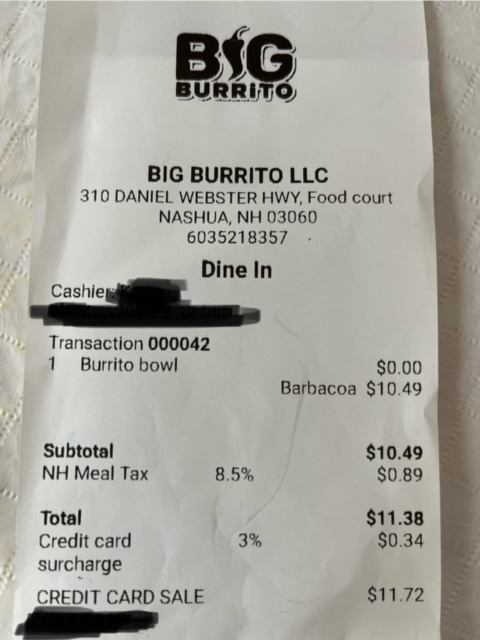 BIG
BURRITO
BIG BURRITO LLC
310 DANIEL WEBSTER HWY, Food court
NASHUA, NH 03060
6035218357
Dine In
Cashier:
Transaction 000042
1 Burrito bowl $0.00
Barbacoa $10.49
Subtotal $10.49
NH Meal Tax 8.5% $0.89
Total $11.38
Credit card 3% $0.34
surcharge
CREDIT CARD SALE $11.72